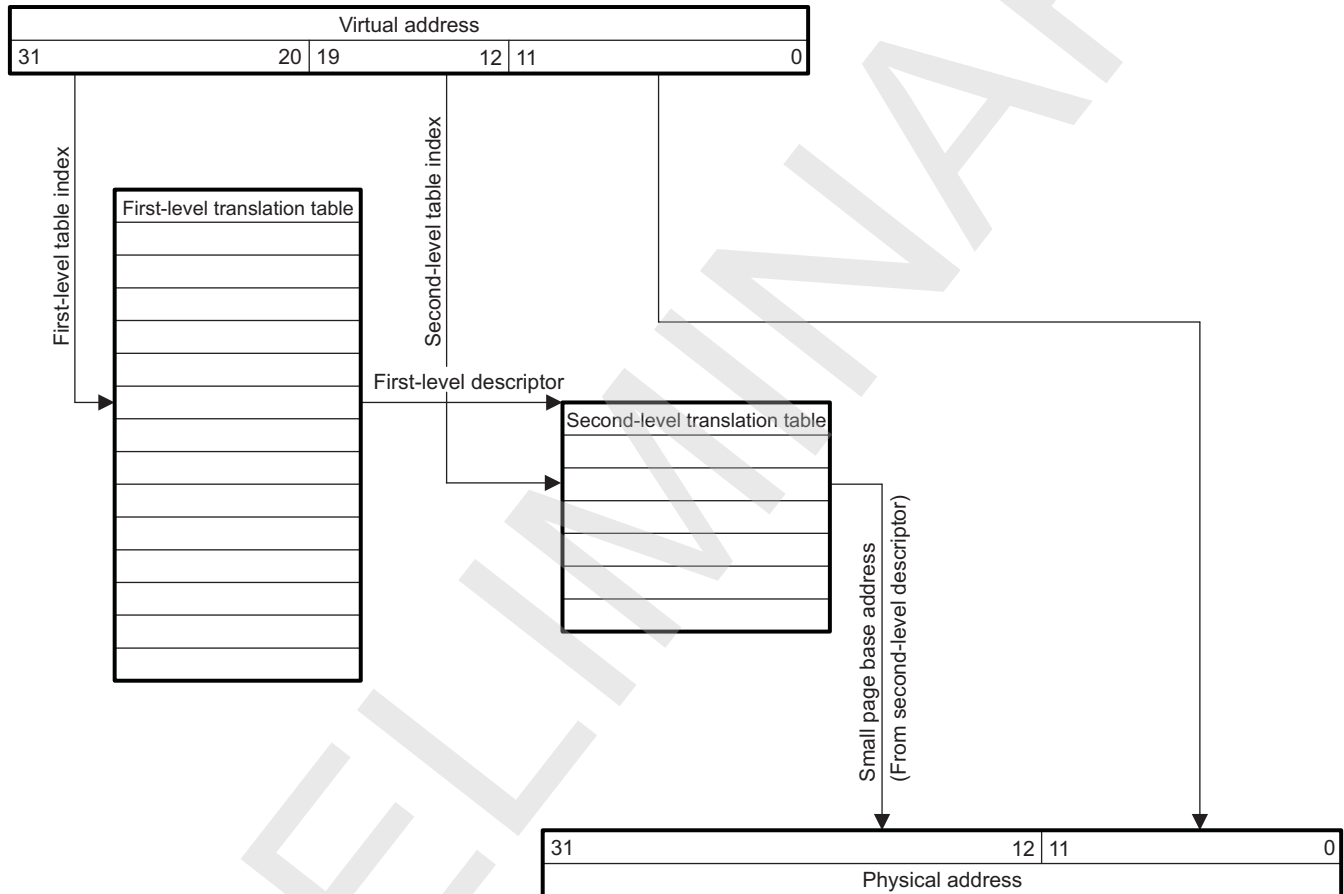 Virtual address
31 20 19 12 11 0
First-level table index
Second-level table index
First-level translation table
First-level descriptor
Second-level translation table
Small page base address
(From second-level descriptor)
31 12 11 0
Physical address
ELIMINAR